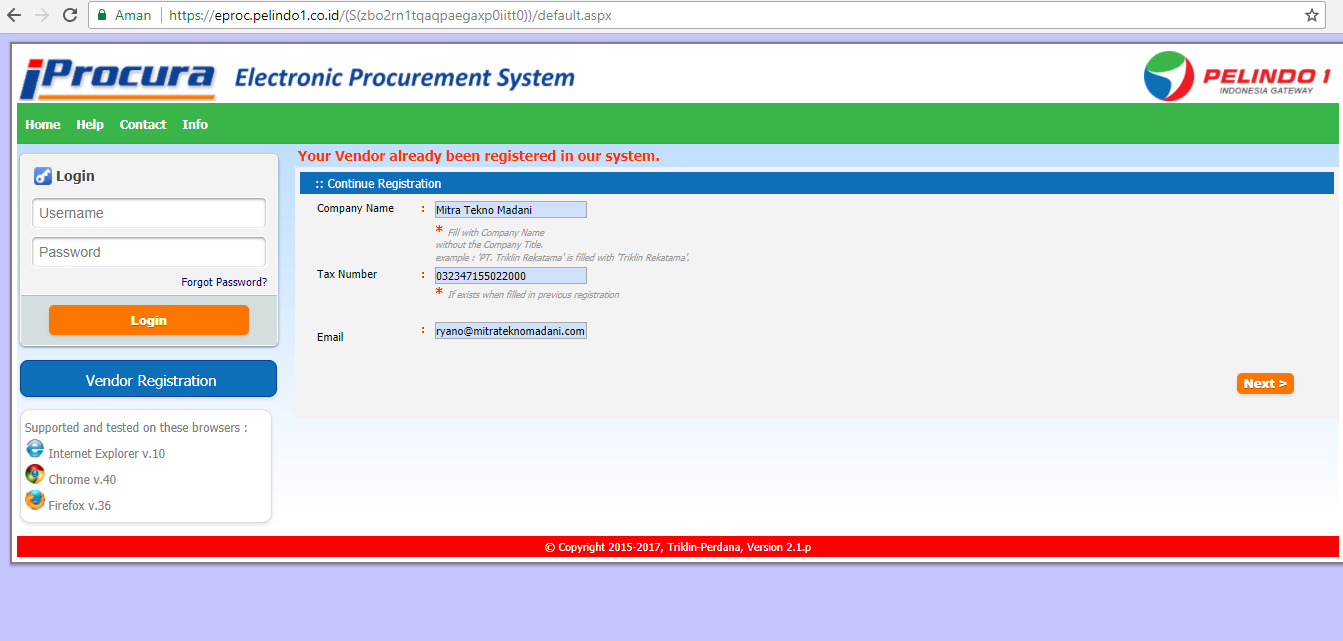 Aman https://eproc.pelindo1.co.id/(S(zbo2rn1tqaqpaegaxp0iitt0))/default.aspx
iProcura Electronic Procurement System
PELINDO 1
INDONESIA GATEWAY
Home Help Contact Info
Login
Username
Password
Forgot Password?
Login
Vendor Registration
Supported and tested on these browsers :
Internet Explorer v.10
Chrome v.40
Firefox v.36
Your Vendor already been registered in our system.
:: Continue Registration
Company Name : Mitra Tekno Madani
* Fill with Company Name
without the Company Title.
example : 'PT. Triklin Rekatama' is filled with 'Triklin Rekatama'.
Tax Number : 032347155022000
* If exists when filled in previous registration
Email : ryano@mitrateknomadani.com
Next >
© Copyright 2015-2017, Triklin-Perdana, Version 2.1.p